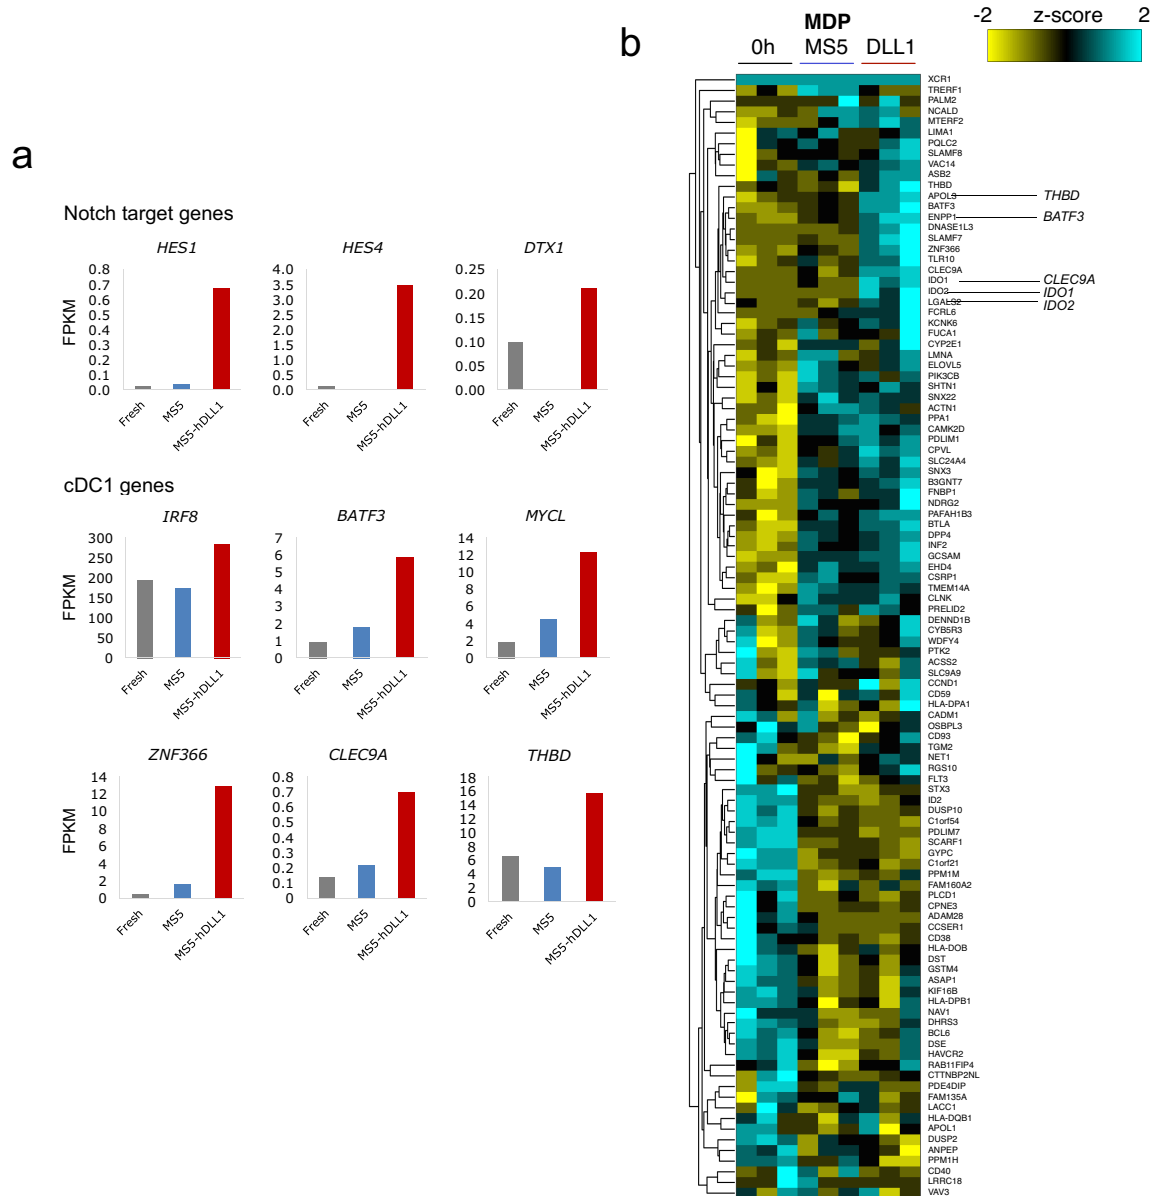 a
Notch target genes
HES1
HES4
DTX1
FPKM
0.8
0.7
0.6
0.5
0.4
0.3
0.2
0.1
0.0
Fresh
MS5
MS5-hDLL1
4.0
3.5
3.0
2.5
2.0
1.5
1.0
0.5
0.0
Fresh
MS5
MS5-hDLL1
0.25
0.20
0.15
0.10
0.05
0.00
Fresh
MS5
MS5-hDLL1
cDC1 genes
IRF8
BATF3
MYCL
FPKM
300
250
200
150
100
50
0
Fresh
MS5
MS5-hDLL1
7
6
5
4
3
2
1
0
Fresh
MS5
MS5-hDLL1
14
12
10
8
6
4
2
0
Fresh
MS5
MS5-hDLL1
ZNF366
CLEC9A
THBD
FPKM
14
12
10
8
6
4
2
0
Fresh
MS5
MS5-hDLL1
0.8
0.7
0.6
0.5
0.4
0.3
0.2
0.1
0
Fresh
MS5
MS5-hDLL1
18
16
14
12
10
8
6
4
2
0
Fresh
MS5
MS5-hDLL1
b
MDP
0h MS5 DLL1
-2 z-score 2
XCR1
TRERF1
PALM2
NCALD
MTERF2
LIMA1
PQLC2
SLAMF8
VAC14
ASB2
THBD
APOL3
BATF3
ENPP1
DNASE1L3
SLAMF7
ZNF366
TLR10
CLEC9A
IDO1
IDO2
LGALS2
FCRL6
KCNK6
FUCA1
CYP2E1
LMNA
ELOVL5
PIK3CB
SHTN1
SNX22
ACTN1
PPA1
CAMK2D
PDLIM1
CPVL
SLC24A4
SNX3
B3GNT7
FNBP1
NDRG2
PAFAH1B3
BTLA
DPP4
INF2
GCSAM
EHD4
CSRP1
TMEM14A
CLNK
PRELID2
DENND1B
CYB5R3
WDFY4
PTK2
ACSS2
SLC9A9
CCND1
CD59
HLA-DPA1
CADM1
OSBPL3
CD93
TGM2
NET1
RGS10
FLT3
STX3
ID2
DUSP10
C1orf54
PDLIM7
SCARF1
GYPC
C1orf21
PPM1M
FAM160A2
PLCD1
CPNE3
ADAM28
CCSER1
CD38
HLA-DOB
DST
GSTM4
ASAP1
KIF16B
HLA-DPB1
NAV1
DHRS3
BCL6
DSE
HAVCR2
RAB11FIP4
CTTNBP2NL
PDE4DIP
FAM135A
LACC1
HLA-DQB1
APOL1
DUSP2
ANPEP
PPM1H
CD40
LRRC18
VAV3
THBD
BATF3
CLEC9A
IDO1
IDO2